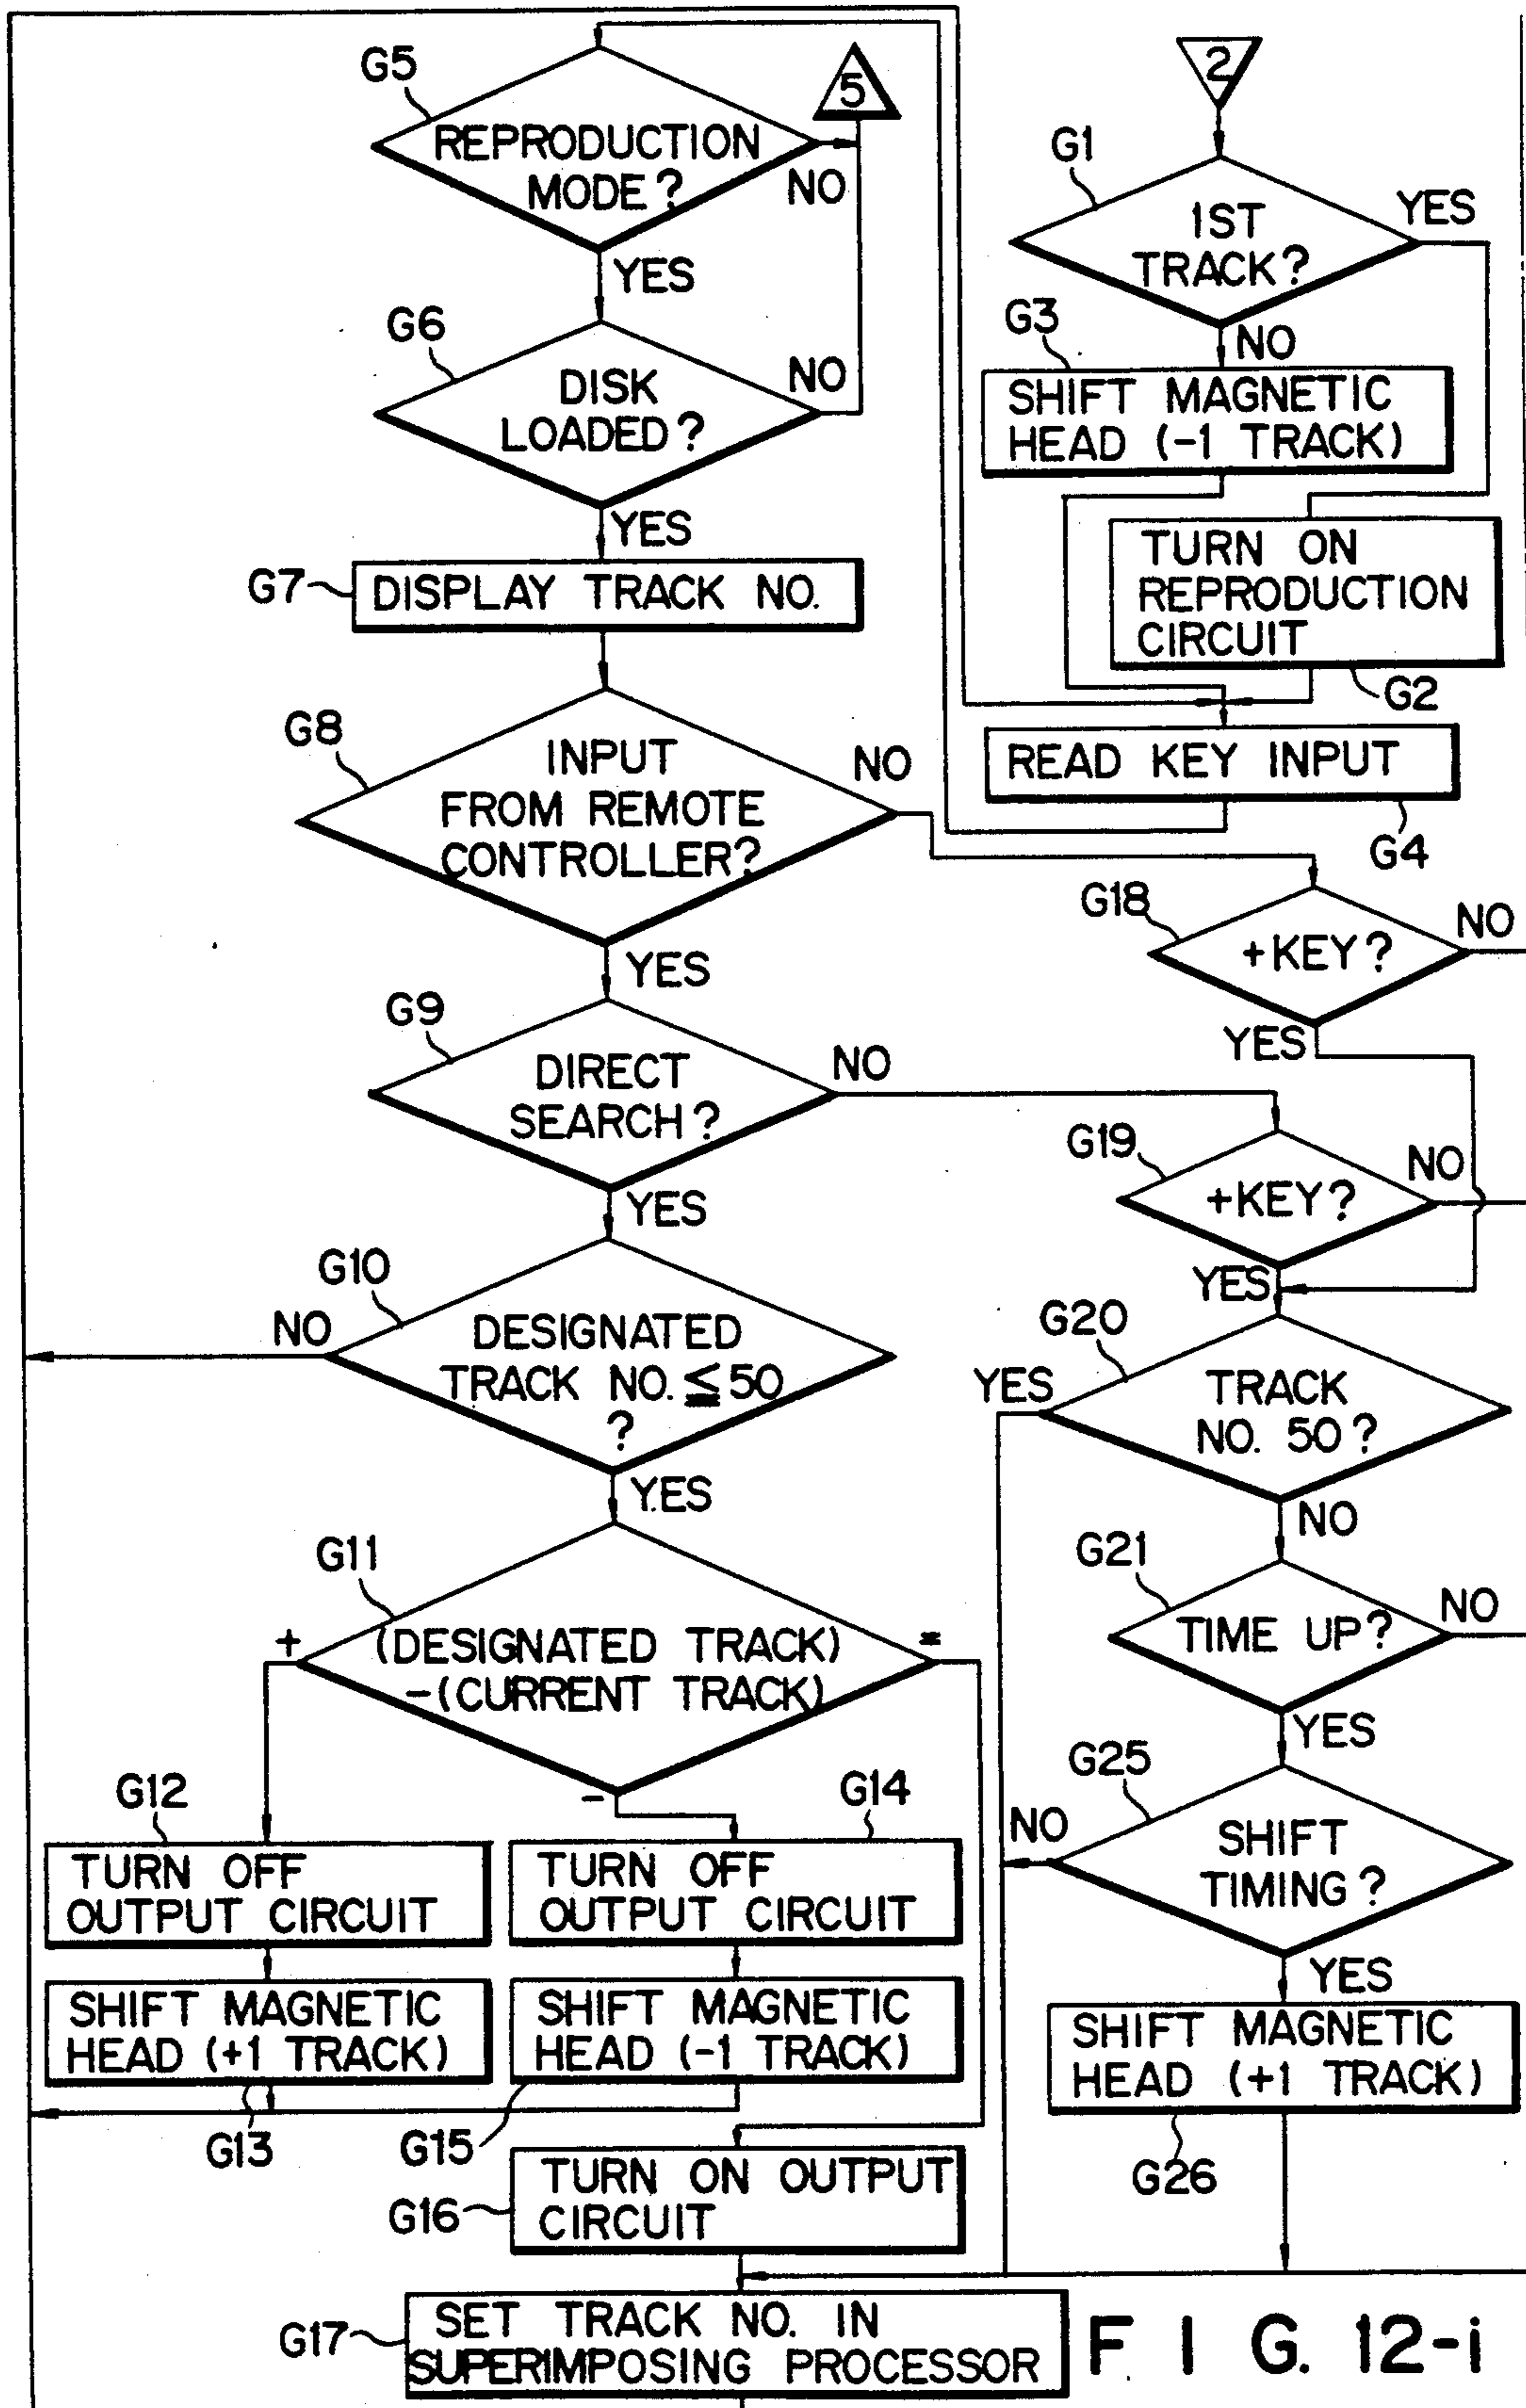 G5
REPRODUCTION
MODE?
NO
YES
5
G6
DISK
LOADED?
NO
YES
G7
DISPLAY TRACK NO.
G8
INPUT
FROM REMOTE
CONTROLLER?
NO
YES
G9
DIRECT
SEARCH?
NO
YES
G10
NO
DESIGNATED
TRACK NO. ≦ 50
?
YES
G11
+
(DESIGNATED TRACK)
-(CURRENT TRACK)
=
-
G12
TURN OFF
OUTPUT CIRCUIT
SHIFT MAGNETIC
HEAD (+1 TRACK)
G13
G14
TURN OFF
OUTPUT CIRCUIT
SHIFT MAGNETIC
HEAD (-1 TRACK)
G15
G16
TURN ON OUTPUT
CIRCUIT
G17
SET TRACK NO. IN
SUPERIMPOSING PROCESSOR
2
G1
1ST
TRACK?
YES
G3
NO
SHIFT MAGNETIC
HEAD (-1 TRACK)
TURN ON
REPRODUCTION
CIRCUIT
G2
READ KEY INPUT
G4
G18
+KEY?
NO
YES
G19
+KEY?
NO
YES
G20
YES
TRACK
NO. 50?
NO
G21
TIME UP?
NO
YES
G25
NO
SHIFT
TIMING?
YES
SHIFT MAGNETIC
HEAD (+1 TRACK)
G26
FIG. 12-i